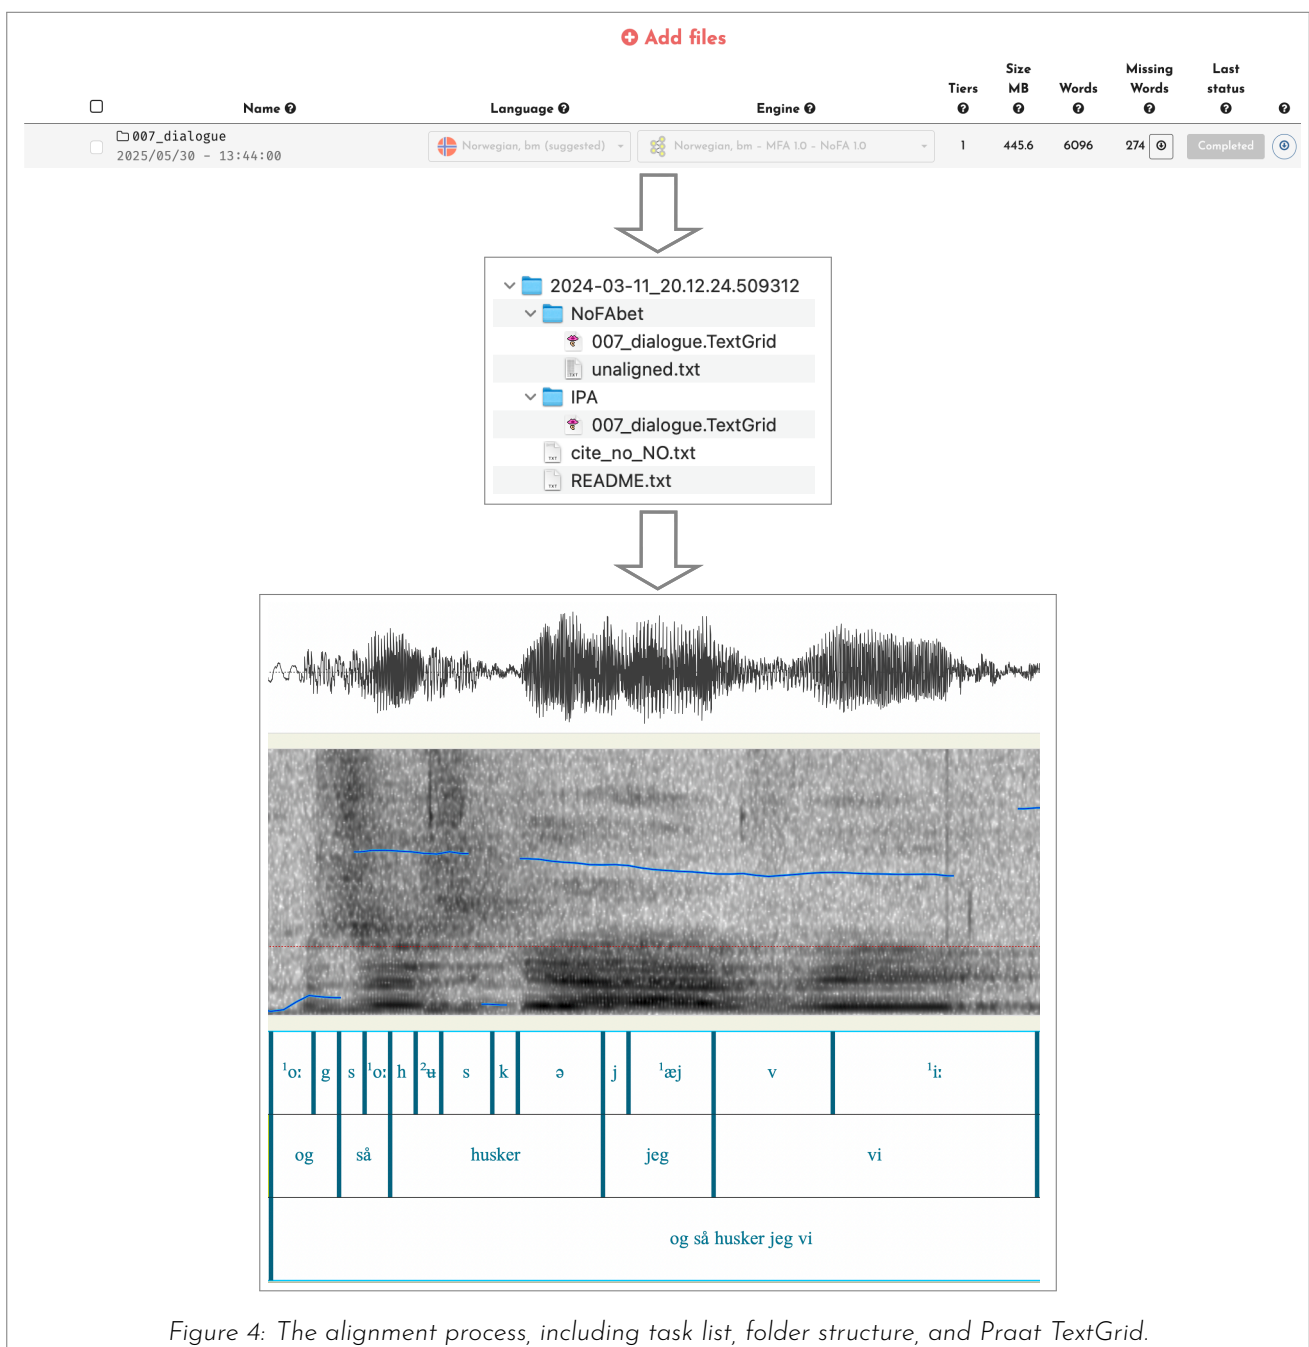 Add files
Name Language Engine Tiers Size MB Words Missing Words Last status
007_dialogue Norwegian, bm (suggested) Norwegian, bm – MFA 1.0 – NoFA 1.0 1 445.6 6096 274 Completed
2025/05/30 - 13:44:00
2024-03-11_20.12.24.509312
NoFAbet
007_dialogue.TextGrid
unaligned.txt
IPA
007_dialogue.TextGrid
cite_no_NO.txt
README.txt
¹oː g s ¹oː h ²ʉ s k ə j ¹æj v ¹iː
og så husker jeg vi
og så husker jeg vi
Figure 4: The alignment process, including task list, folder structure, and Praat TextGrid.